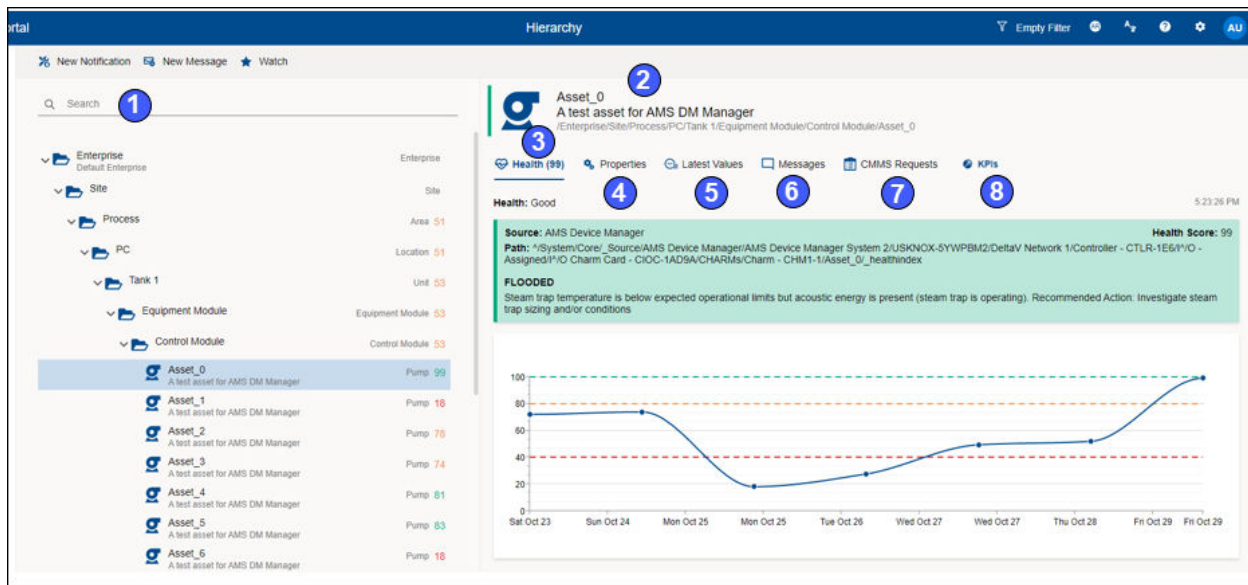 ortal
Hierarchy
Empty Filter
AU
New Notification New Message Watch
Search
1
Enterprise Enterprise
Default Enterprise
Site Site
Process Area 51
PC Location 51
Tank 1 Unit 53
Equipment Module Equipment Module 53
Control Module Control Module 53
Asset_0 Pump 99
A test asset for AMS DM Manager
Asset_1 Pump 18
A test asset for AMS DM Manager
Asset_2 Pump 78
A test asset for AMS DM Manager
Asset_3 Pump 74
A test asset for AMS DM Manager
Asset_4 Pump 81
A test asset for AMS DM Manager
Asset_5 Pump 83
A test asset for AMS DM Manager
Asset_6 Pump 18
A test asset for AMS DM Manager
2
Asset_0
A test asset for AMS DM Manager
/Enterprise/Site/Process/PC/Tank 1/Equipment Module/Control Module/Asset_0
3
Health (99) Properties Latest Values Messages CMMS Requests KPIs
4 5 6 7 8
Health: Good 5:23:26 PM
Source: AMS Device Manager Health Score: 99
Path: ^/System/Core/_Source/AMS Device Manager/AMS Device Manager System 2/USKNOX-5YWPBM2/DeltaV Network 1/Controller - CTLR-1E6/I^/O -
Assigned/I^/O Charm Card - CIOC-1AD9A/CHARMs/Charm - CHM1-1/Asset_0/_healthindex
FLOODED
Steam trap temperature is below expected operational limits but acoustic energy is present (steam trap is operating). Recommended Action: Investigate steam
trap sizing and/or conditions
100
80
60
40
20
0
Sat Oct 23 Sun Oct 24 Mon Oct 25 Mon Oct 25 Tue Oct 26 Wed Oct 27 Wed Oct 27 Thu Oct 28 Fri Oct 29 Fri Oct 29